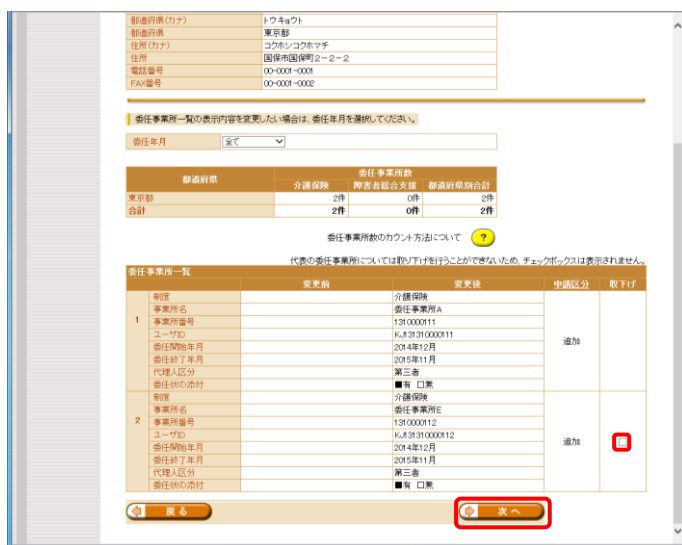 都道府県(カナ) トウキョウト
都道府県 東京都
住所(カナ) コクホシコクホマチ
住所 国保市国保町2-2-2
電話番号 00-0001-0001
FAX番号 00-0001-0002
委任事業所一覧の表示内容を変更したい場合は、委任年月を選択してください。
委任年月 全て
都道府県 委任事業所数
介護保険 障害者総合支援 都道府県別合計
東京都 2件 0件 2件
合計 2件 0件 2件
委任事業所数のカウント方法について ?
代表の委任事業所については取り下げを行うことができないため、チェックボックスは表示されません。
委任事業所一覧
変更前 変更後 申請区分 取下げ
1
制度 介護保険
事業所名 委任事業所A
事業所番号 1310000111
ユーザID KJ131310000111
委任開始年月 2014年12月
委任終了年月 2015年11月
代理人区分 第三者
委任状の添付 ■有 □無
追加
2
制度 介護保険
事業所名 委任事業所E
事業所番号 1310000112
ユーザID KJ131310000112
委任開始年月 2014年12月
委任終了年月 2015年11月
代理人区分 第三者
委任状の添付 ■有 □無
追加
戻る 次へ